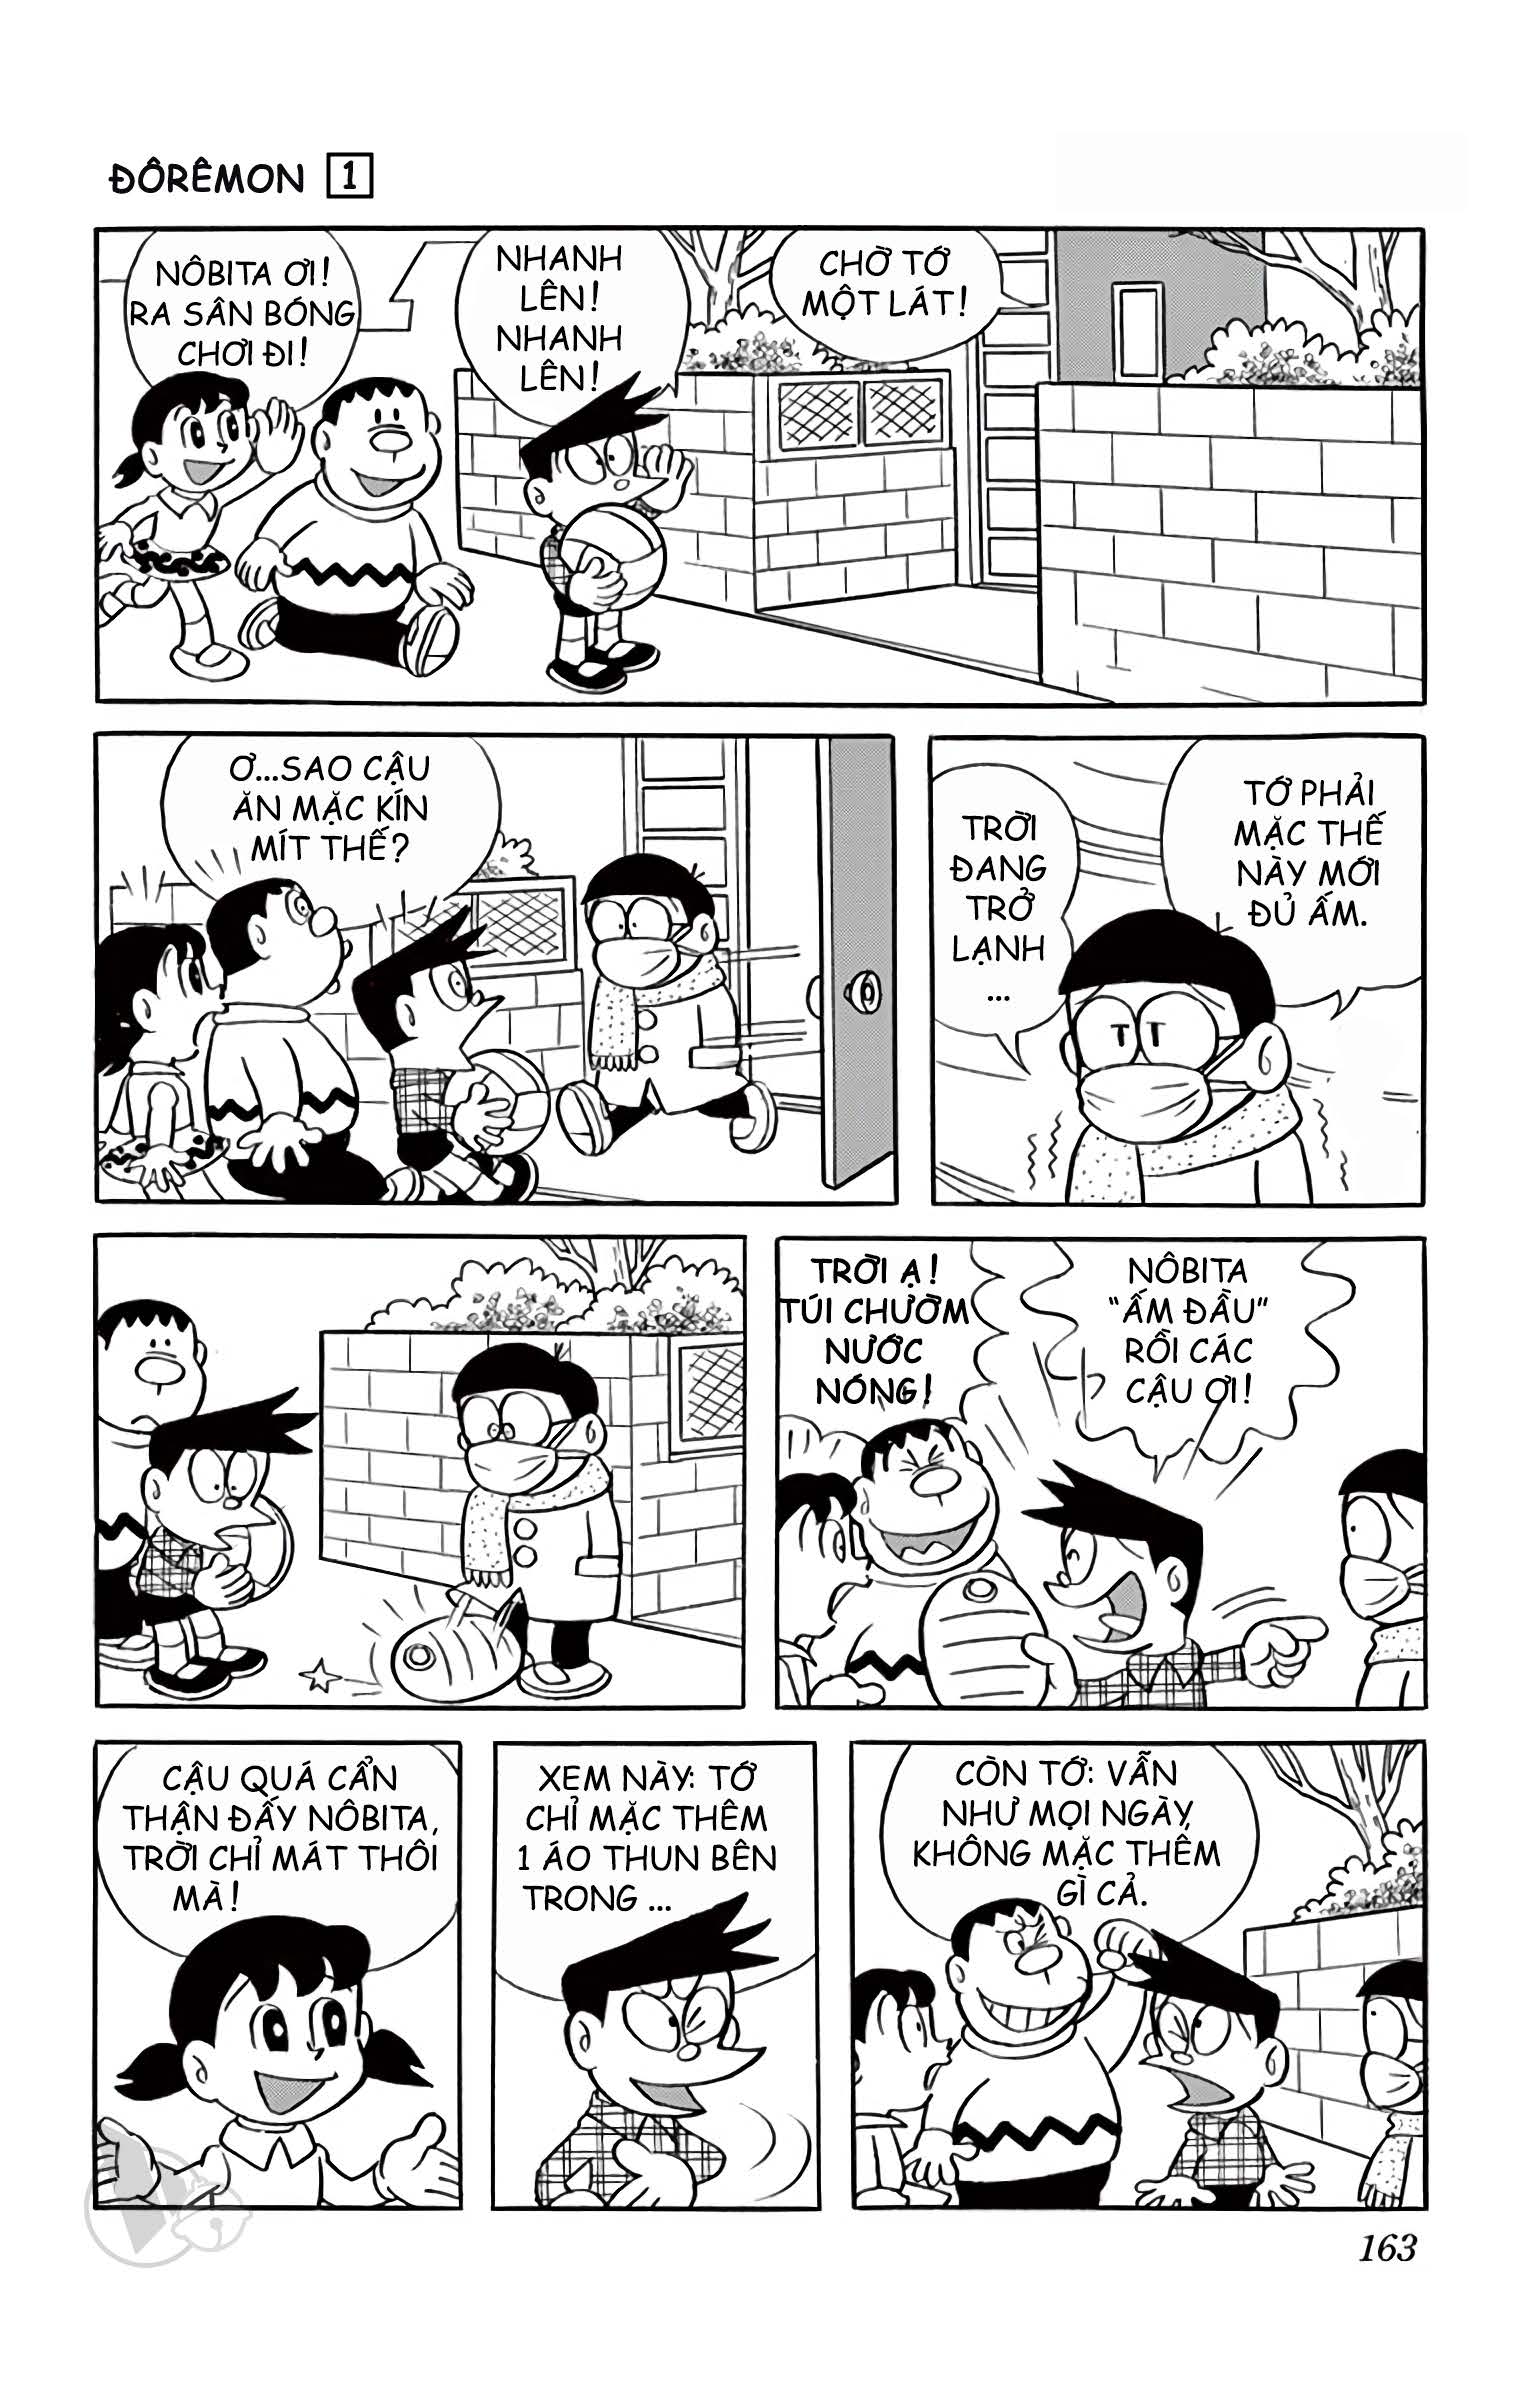 ĐÔRÊMON 1
NÔBITA ƠI!
RA SÂN BÓNG
CHƠI ĐI!
NHANH
LÊN!
NHANH
LÊN!
CHỜ TỚ
MỘT LÁT!
Ơ...SAO CẬU
ĂN MẶC KÍN
MÍT THẾ?
TRỜI
ĐANG
TRỞ
LẠNH
...
TỚ PHẢI
MẶC THẾ
NÀY MỚI
ĐỦ ẤM.
TRỜI Ạ!
TÚI CHƯỜM
NƯỚC
NÓNG!
NÔBITA
“ẤM ĐẦU”
RỒI CÁC
CẬU ƠI!
CẬU QUÁ CẨN
THẬN ĐẤY NÔBITA,
TRỜI CHỈ MÁT THÔI
MÀ!
XEM NÀY: TỚ
CHỈ MẶC THÊM
1 ÁO THUN BÊN
TRONG ...
CÒN TỚ: VẪN
NHƯ MỌI NGÀY,
KHÔNG MẶC THÊM
GÌ CẢ.
163